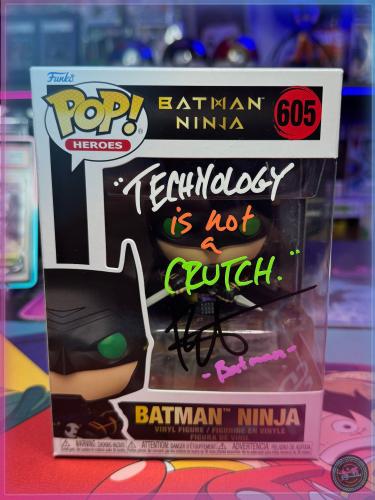 Funko
POP!
HEROES
BATMAN
NINJA
605
"TECHNOLOGY
is not
a
CRUTCH."
- Batman -
BATMAN™ NINJA
VINYL FIGURE / FIGURINE EN VINYLE
FIGURA DE VINIL